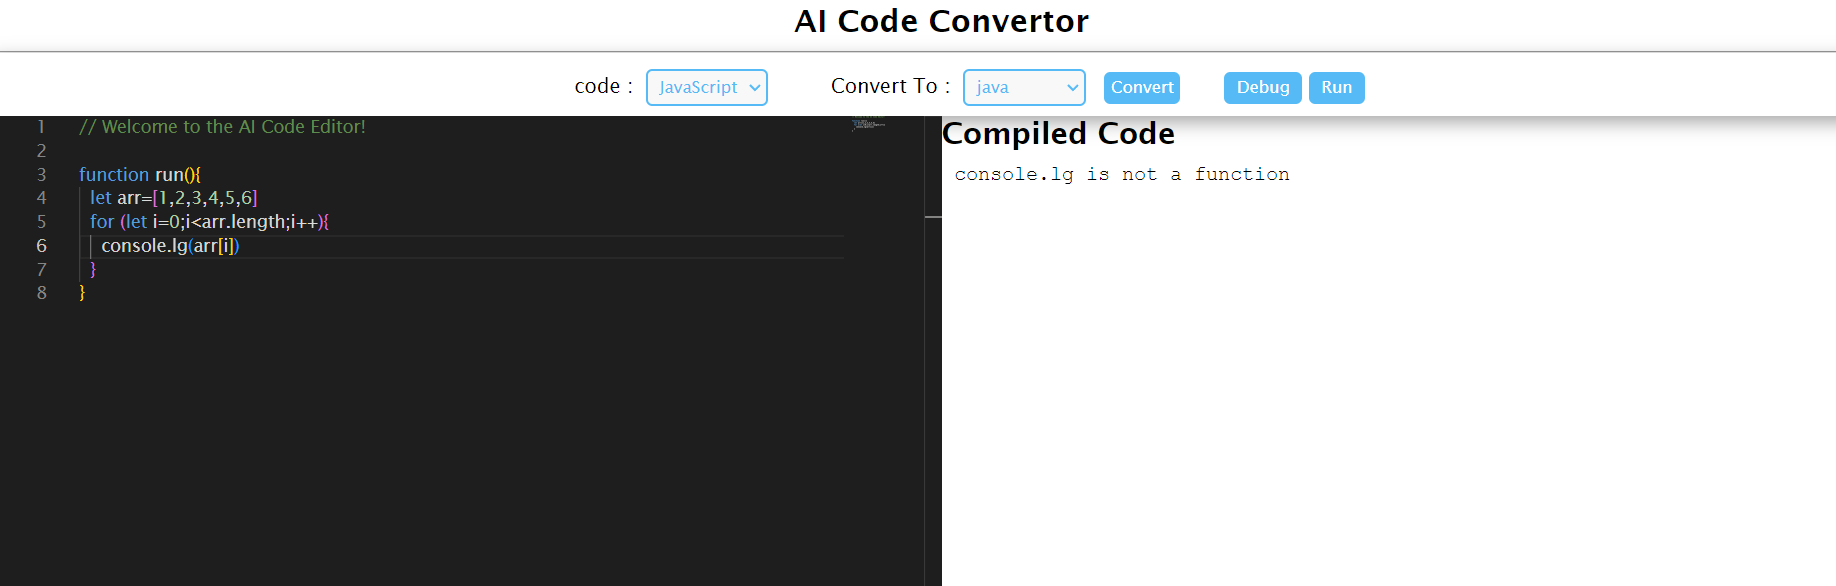 AI Code Convertor
code : JavaScript Convert To : java Convert Debug Run
1 // Welcome to the AI Code Editor!
2
3 function run(){
4 let arr=[1,2,3,4,5,6]
5 for (let i=0;i<arr.length;i++){
6 console.lg(arr[i])
7 }
8 }
Compiled Code
console.lg is not a function